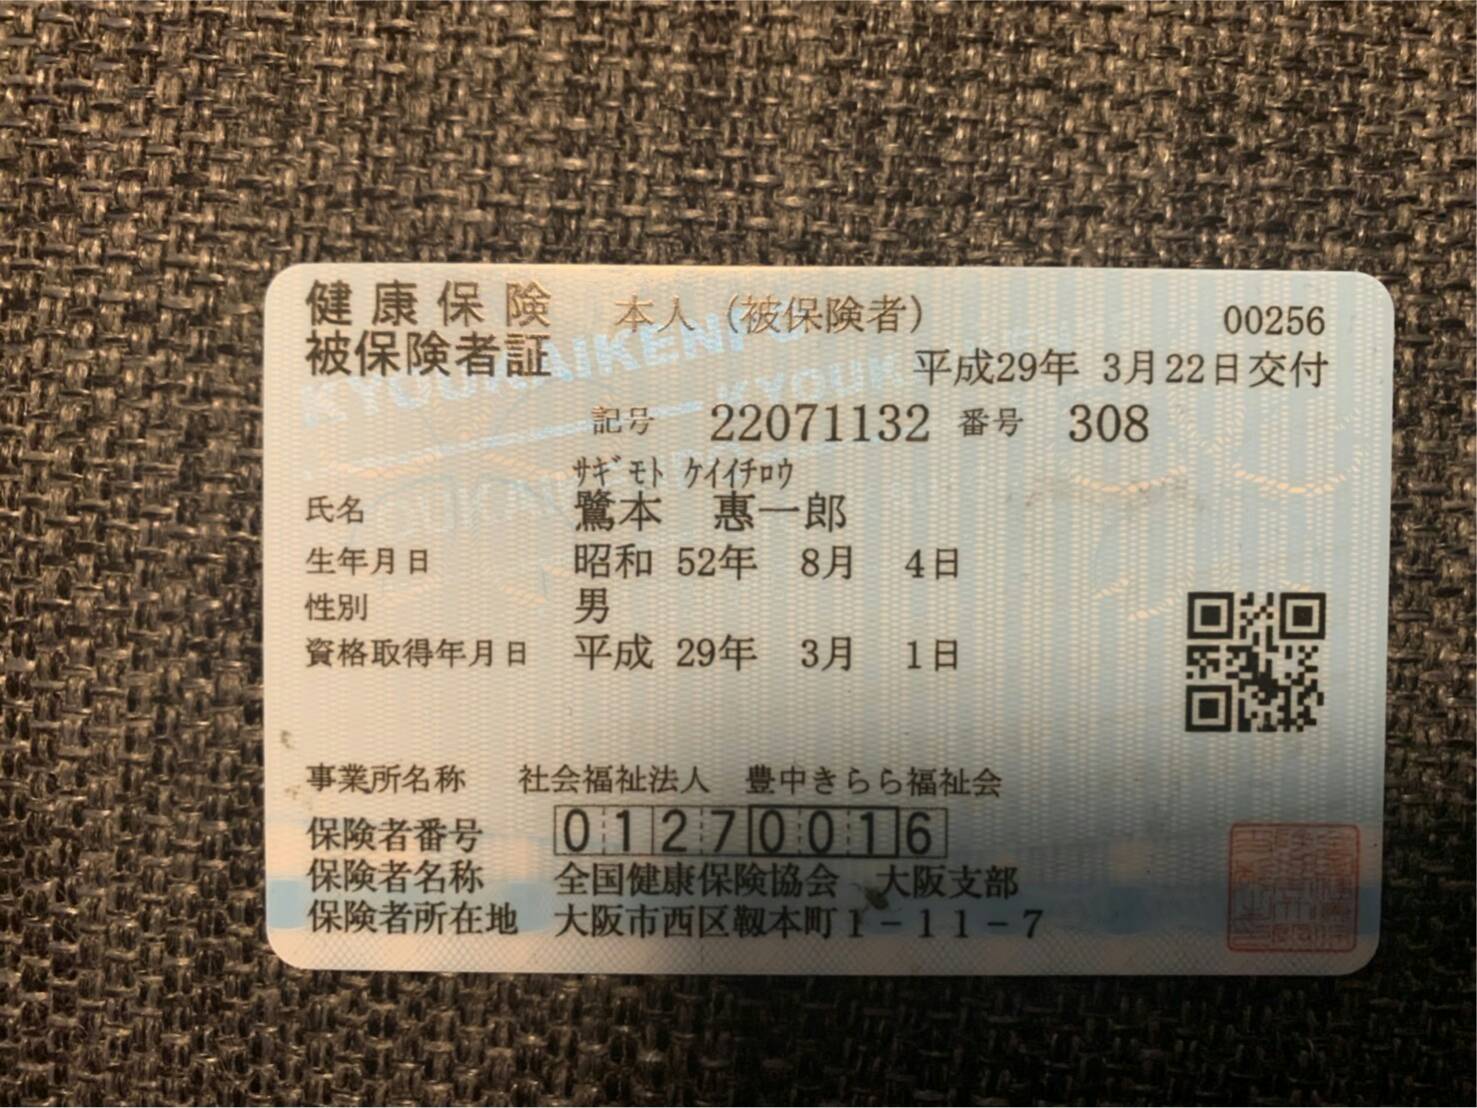 健康保険 本人(被保険者) 00256
被保険者証 平成29年 3月22日交付
記号 22071132 番号 308
サギモト ケイイチロウ
氏名 鷺本 惠一郎
生年月日 昭和 52年 8月 4日
性別 男
資格取得年月日 平成 29年 3月 1日
事業所名称 社会福祉法人 豊中きらら福祉会
保険者番号 01270016
保険者名称 全国健康保険協会 大阪支部
保険者所在地 大阪市西区靱本町1-11-7